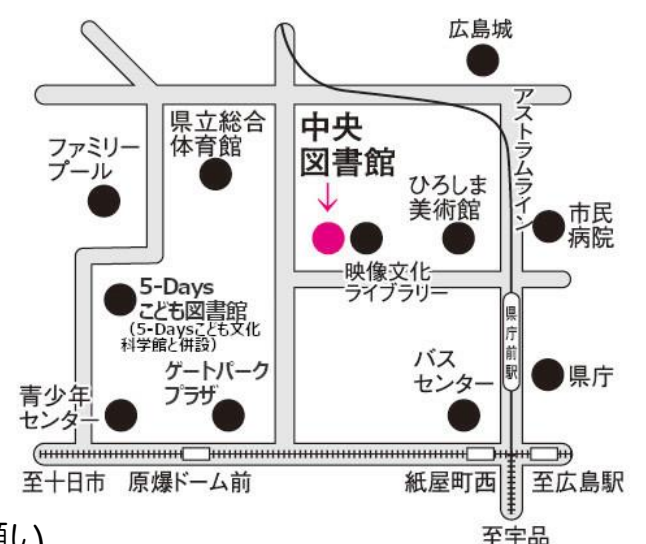 広島城
アストラムライン
県立総合
体育館
中央
図書館
ファミリー
プール
ひろしま
美術館
市民
病院
映像文化
ライブラリー
5-Days
こども図書館
(5-Daysこども文化
科学館と併設)
県庁前駅
ゲートパーク
プラザ
バス
センター
県庁
青少年
センター
至十日市
原爆ドーム前
紙屋町西
至広島駅
願い)
至宇品